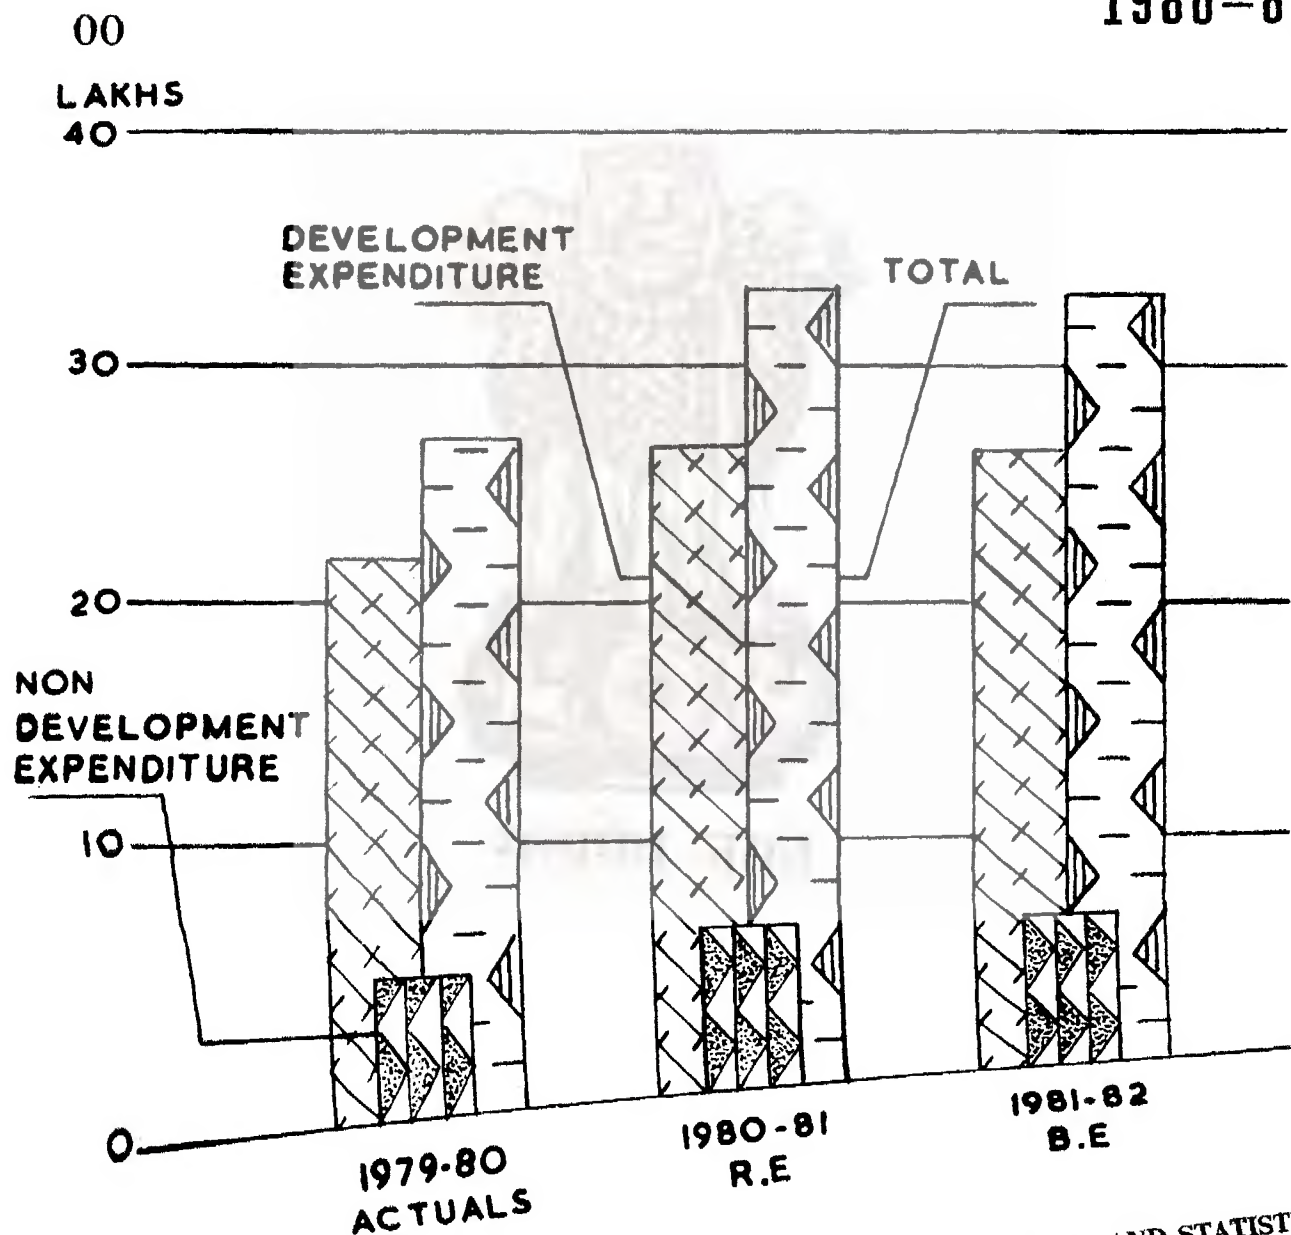 00
LAKHS
40
DEVELOPMENT
EXPENDITURE
TOTAL
30
20
NON
DEVELOPMENT
EXPENDITURE
10
0
1979-80
ACTUALS
1980-81
R.E
1981-82
B.E